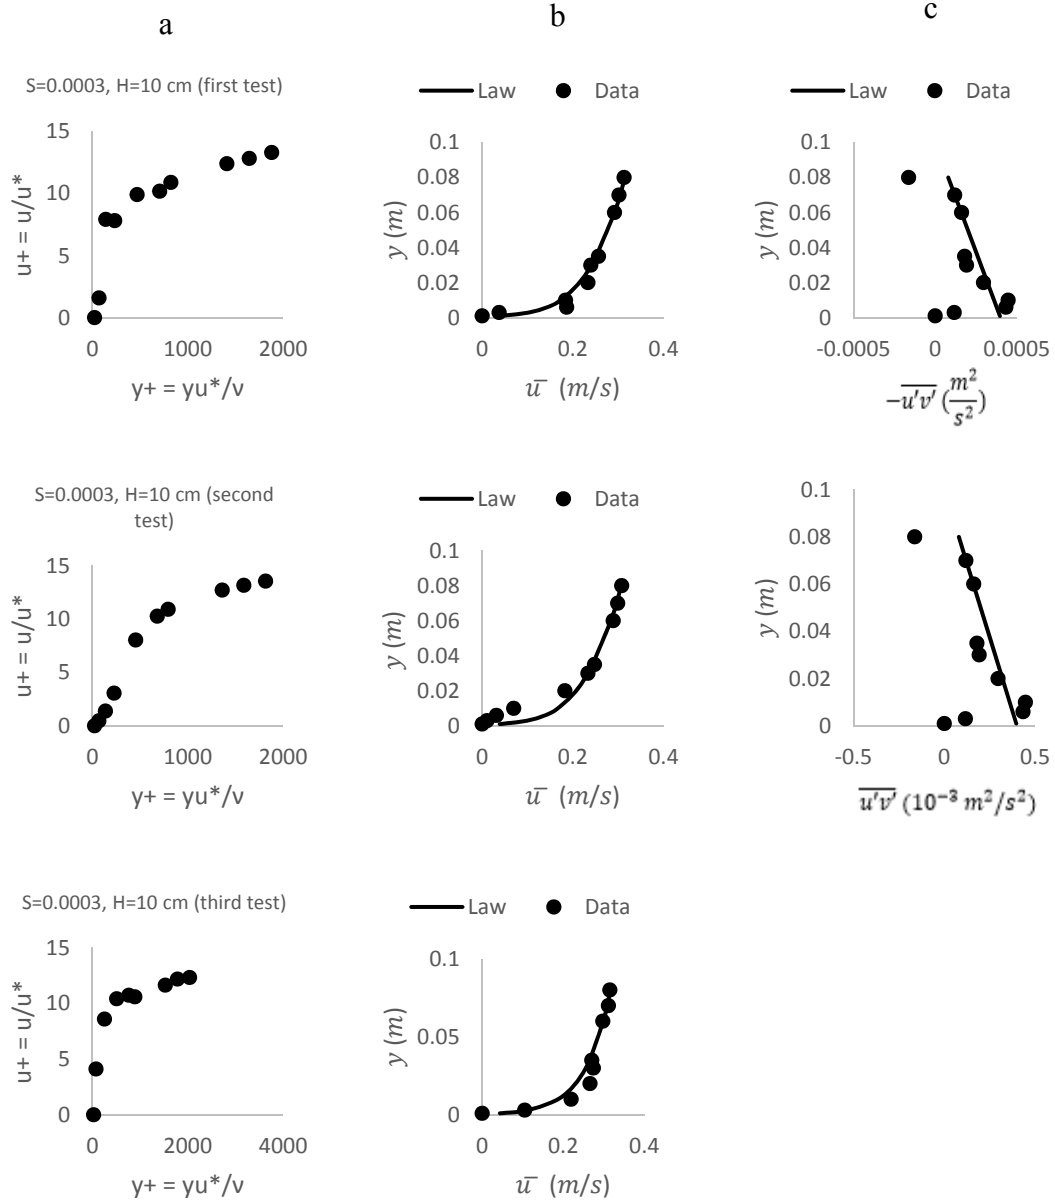 a
b
c
S=0.0003, H=10 cm (first test)
Law Data
Law Data
15
10
5
0
0 1000 2000
u+ = u/u*
y+ = yu*/ν
0.1
0.08
0.06
0.04
0.02
0
0 0.2 0.4
y (m)
u̅ (m/s)
0.1
0.08
0.06
0.04
0.02
0
-0.0005 0 0.0005
y (m)
−u'v' (m²/s²)
S=0.0003, H=10 cm (second
test)
Law Data
Law Data
15
10
5
0
0 1000 2000
u+ = u/u*
y+ = yu*/ν
0.1
0.08
0.06
0.04
0.02
0
0 0.2 0.4
y (m)
u̅ (m/s)
0.1
0.08
0.06
0.04
0.02
0
-0.5 0 0.5
y (m)
u'v' (10⁻³ m²/s²)
S=0.0003, H=10 cm (third test)
Law Data
15
10
5
0
0 2000 4000
u+ = u/u*
y+ = yu*/ν
0.1
0.05
0
0 0.2 0.4
y (m)
u̅ (m/s)